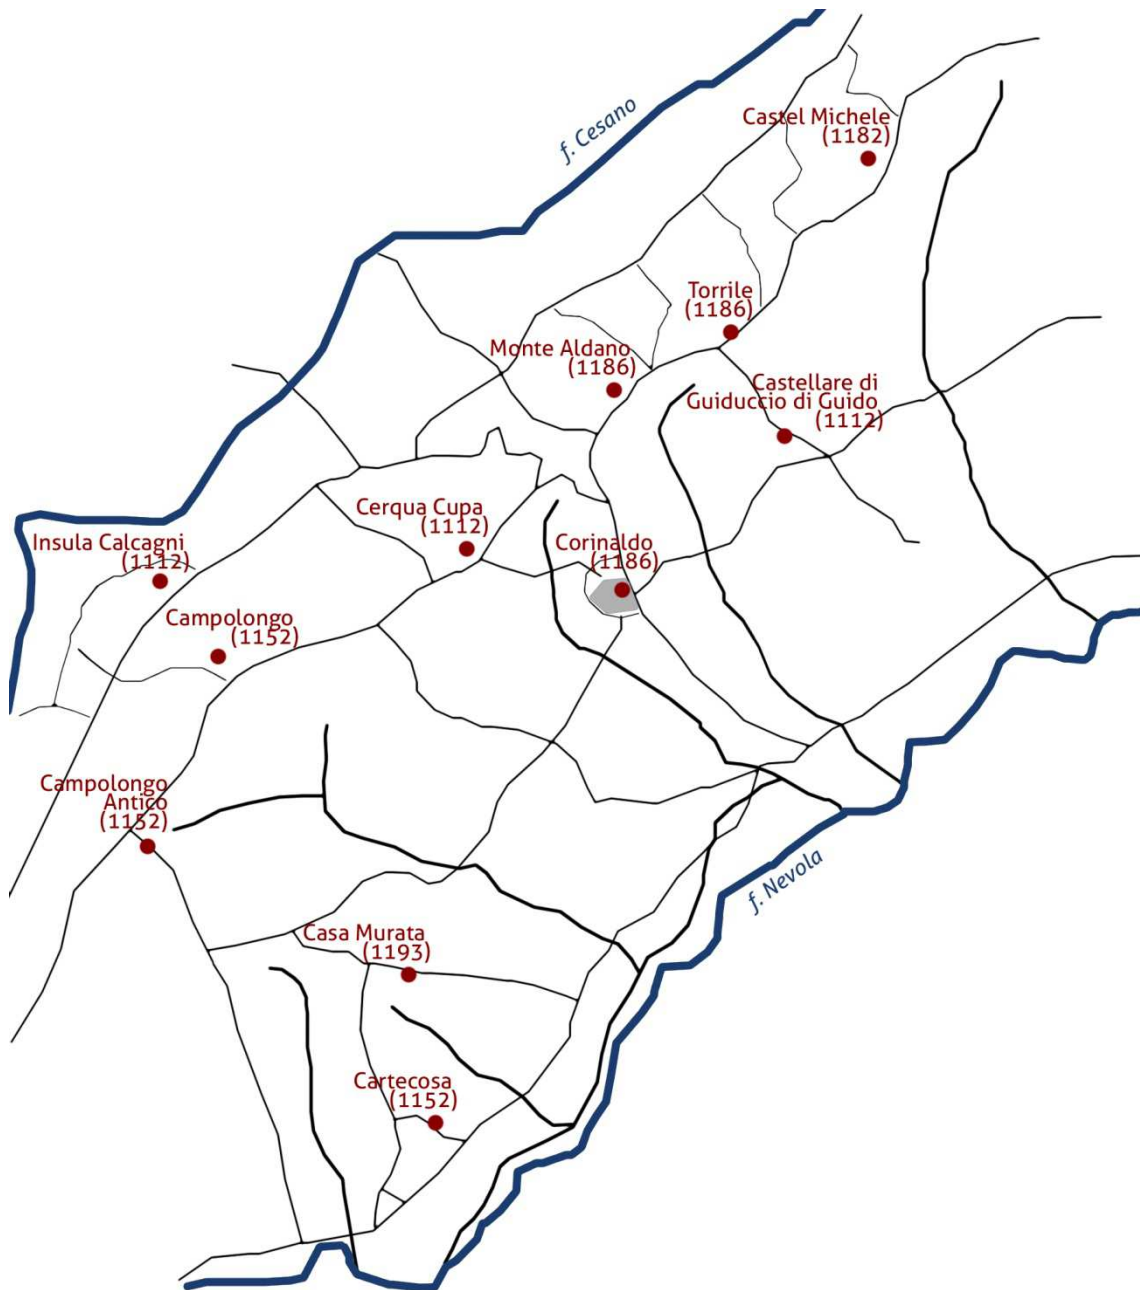 f. Cesano
Castel Michele
(1182)
Torrile
(1186)
Monte Aldano
(1186)
Castellare di
Guiduccio di Guido
(1112)
Cerqua Cupa
(1112)
Insula Calcagni
(1112)
Corinaldo
(1186)
Campolongo
(1152)
Campolongo
Antico
(1152)
f. Nevola
Casa Murata
(1193)
Cartecosa
(1152)